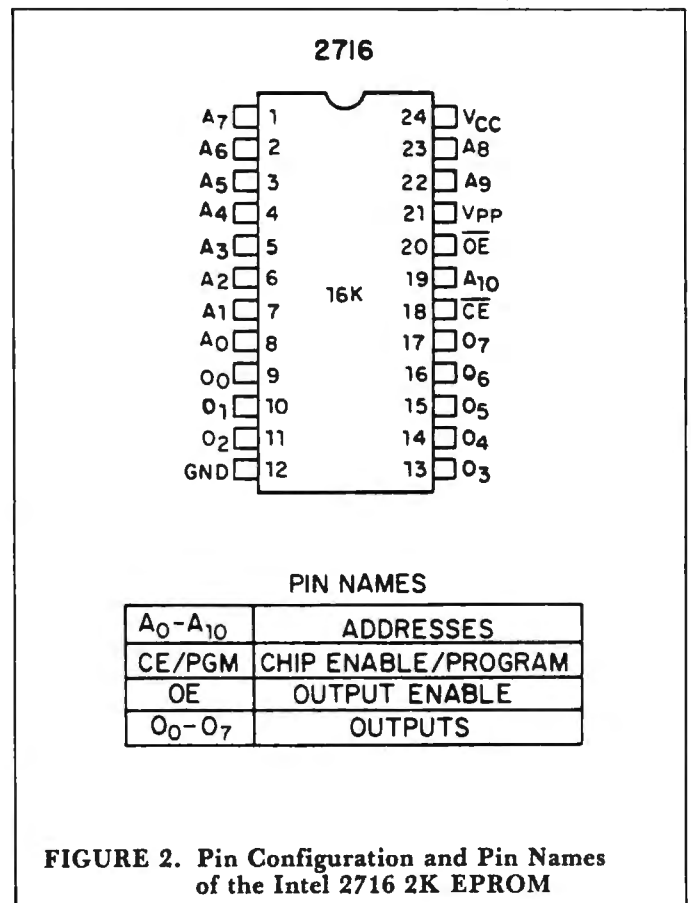 2716
A7 1 24 VCC
A6 2 23 A8
A5 3 22 A9
A4 4 21 VPP
A3 5 20 OE
A2 6 19 A10
A1 7 18 CE
A0 8 17 O7
O0 9 16 O6
O1 10 15 O5
O2 11 14 O4
GND 12 13 O3
16K
PIN NAMES
A0-A10 ADDRESSES
CE/PGM CHIP ENABLE/PROGRAM
OE OUTPUT ENABLE
O0-O7 OUTPUTS
FIGURE 2. Pin Configuration and Pin Names
of the Intel 2716 2K EPROM